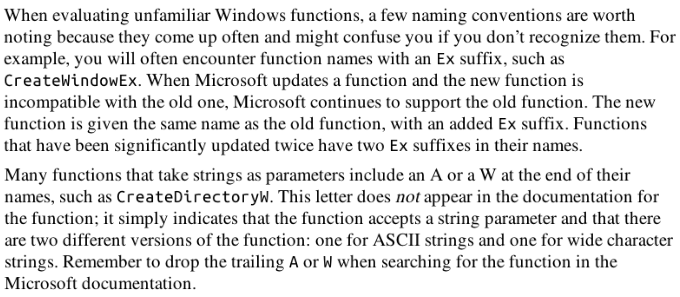 When evaluating unfamiliar Windows functions, a few naming conventions are worth
noting because they come up often and might confuse you if you don't recognize them. For
example, you will often encounter function names with an Ex suffix, such as
CreateWindowEx. When Microsoft updates a function and the new function is
incompatible with the old one, Microsoft continues to support the old function. The new
function is given the same name as the old function, with an added Ex suffix. Functions
that have been significantly updated twice have two Ex suffixes in their names.
Many functions that take strings as parameters include an A or a W at the end of their
names, such as CreateDirectoryW. This letter does not appear in the documentation for
the function; it simply indicates that the function accepts a string parameter and that there
are two different versions of the function: one for ASCII strings and one for wide character
strings. Remember to drop the trailing A or W when searching for the function in the
Microsoft documentation.